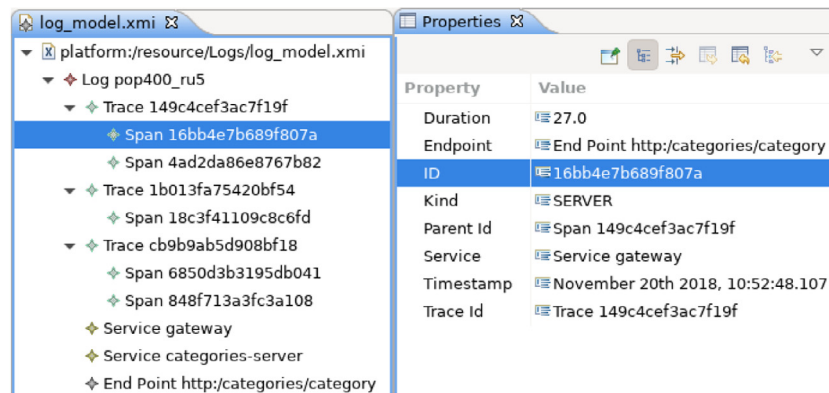 log_model.xmi
platform:/resource/Logs/log_model.xmi
Log pop400_ru5
Trace 149c4cef3ac7f19f
Span 16bb4e7b689f807a
Span 4ad2da86e8767b82
Trace 1b013fa75420bf54
Span 18c3f41109c8c6fd
Trace cb9b9ab5d908bf18
Span 6850d3b3195db041
Span 848f713a3fc3a108
Service gateway
Service categories-server
End Point http:/categories/category
Properties
Property Value
Duration 27.0
Endpoint End Point http:/categories/category
ID 16bb4e7b689f807a
Kind SERVER
Parent Id Span 149c4cef3ac7f19f
Service Service gateway
Timestamp November 20th 2018, 10:52:48.107
Trace Id Trace 149c4cef3ac7f19f